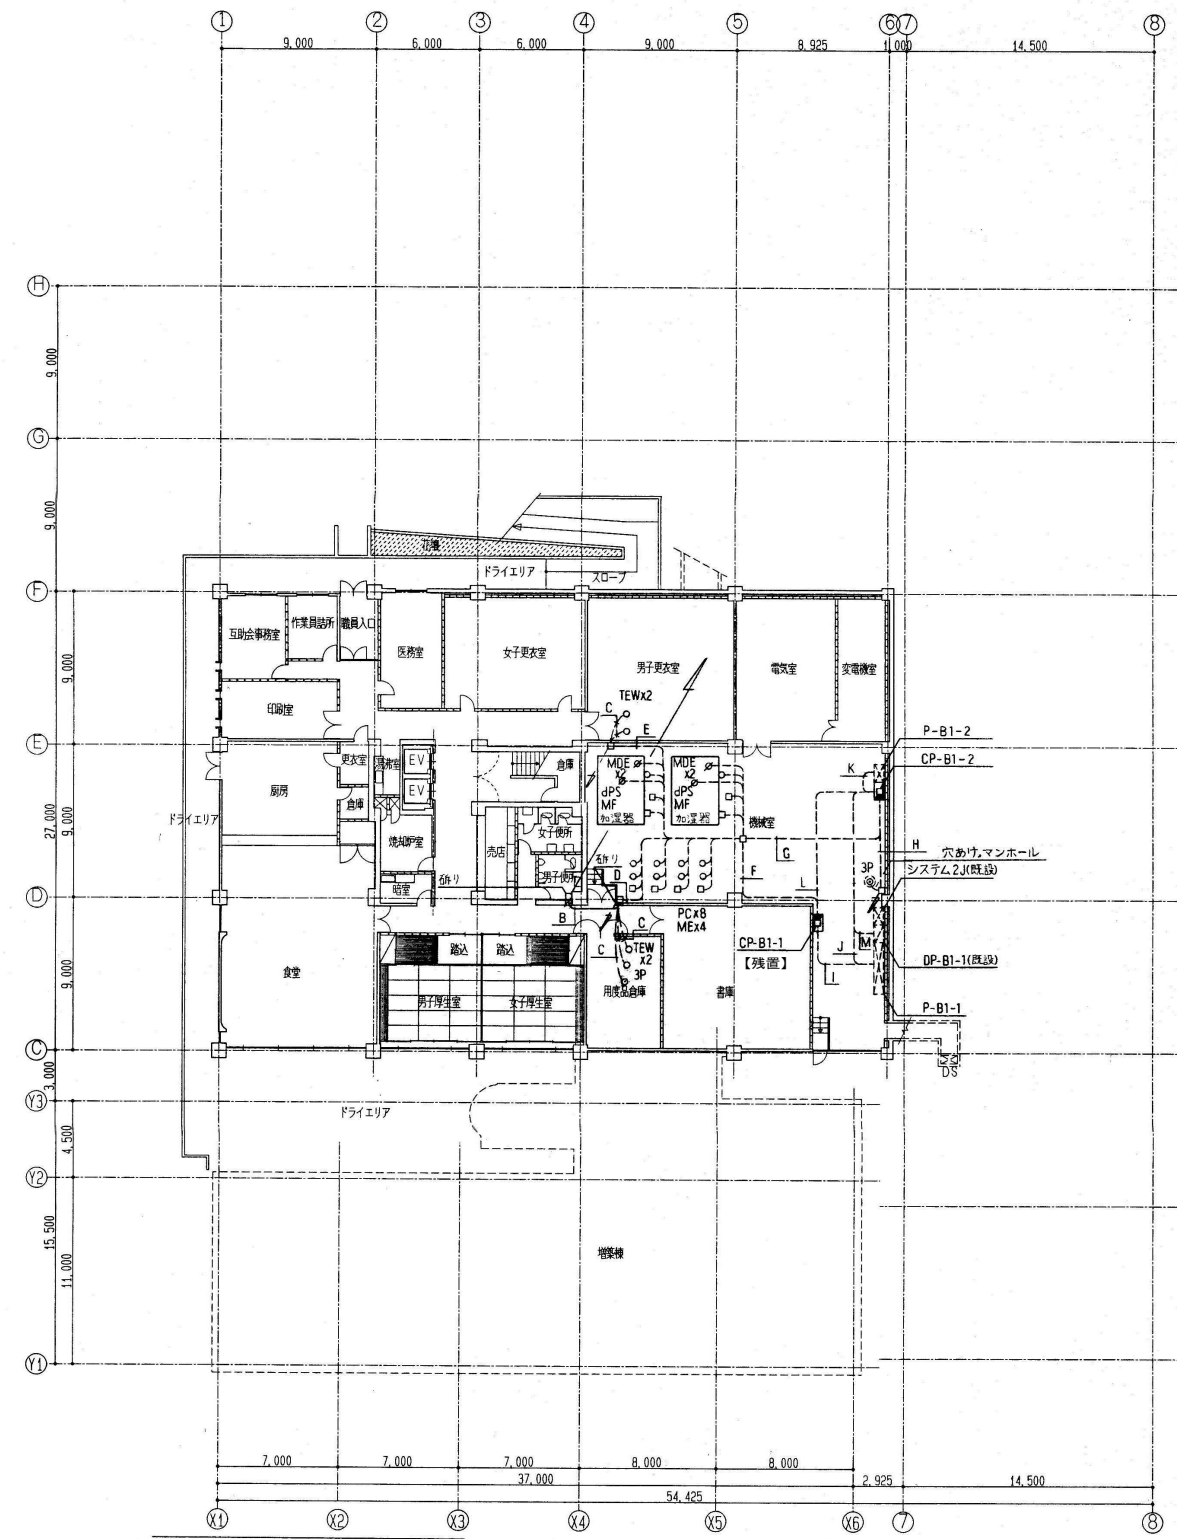 ① ② ③ ④ ⑤ ⑥ ⑦ ⑧
9,000 6,000 6,000 9,000 8,925 1,000 14,500
H
9,000
G
9,000
花壇
ドライエリア
スロープ
F
互助会事務室
作業員詰所
職員入口
医務室
女子更衣室
男子更衣室
電気室
変電機室
9,000
TEWx2
C
E
印刷室
P-B1-2
CP-B1-2
E
更衣室
湯沸室
EV
EV
倉庫
MDE
x2
dPS
MF
加湿器
MDE
x2
dPS
MF
加湿器
K
厨房
倉庫
ドライエリア
27,000
9,000
焼却炉室
売店
女子便所
男子便所
機械室
G
H
穴あけ,マンホール
システム2J(既設)
3P
F
L
暗室
D
D
B
C
C
PCx8
MEx4
CP-B1-1
【残置】
J
M
I
DP-B1-1(既設)
P-B1-1
TEW
x2
3P
用度品倉庫
書庫
食堂
踏込
踏込
男子厚生室
女子厚生室
9,000
C
DS
3,000
Y3
ドライエリア
4,500
Y2
15,500
11,000
増築棟
Y1
7,000 7,000 7,000 8,000 8,000
37,000 2,925 14,500
54,425
X1 X2 X3 X4 X5 X6 ⑦ ⑧